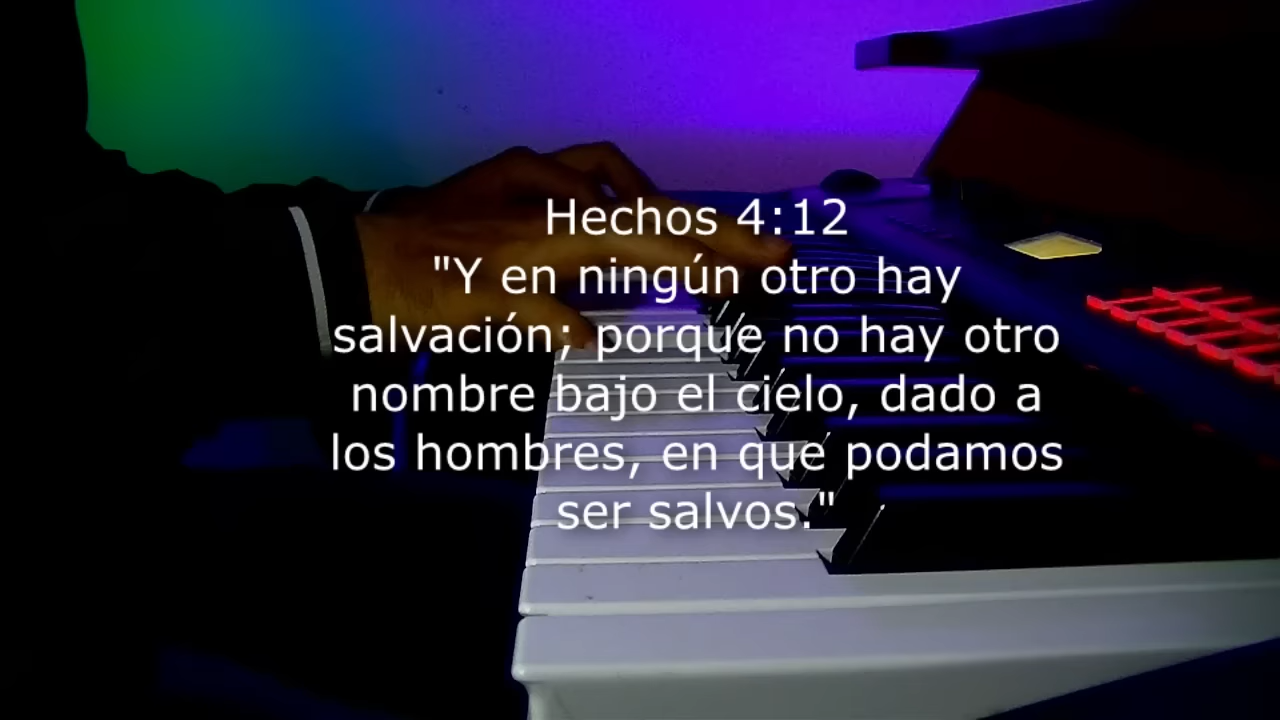 Hechos 4:12
"Y en ningún otro hay
salvación; porque no hay otro
nombre bajo el cielo, dado a
los hombres, en que podamos
ser salvos."